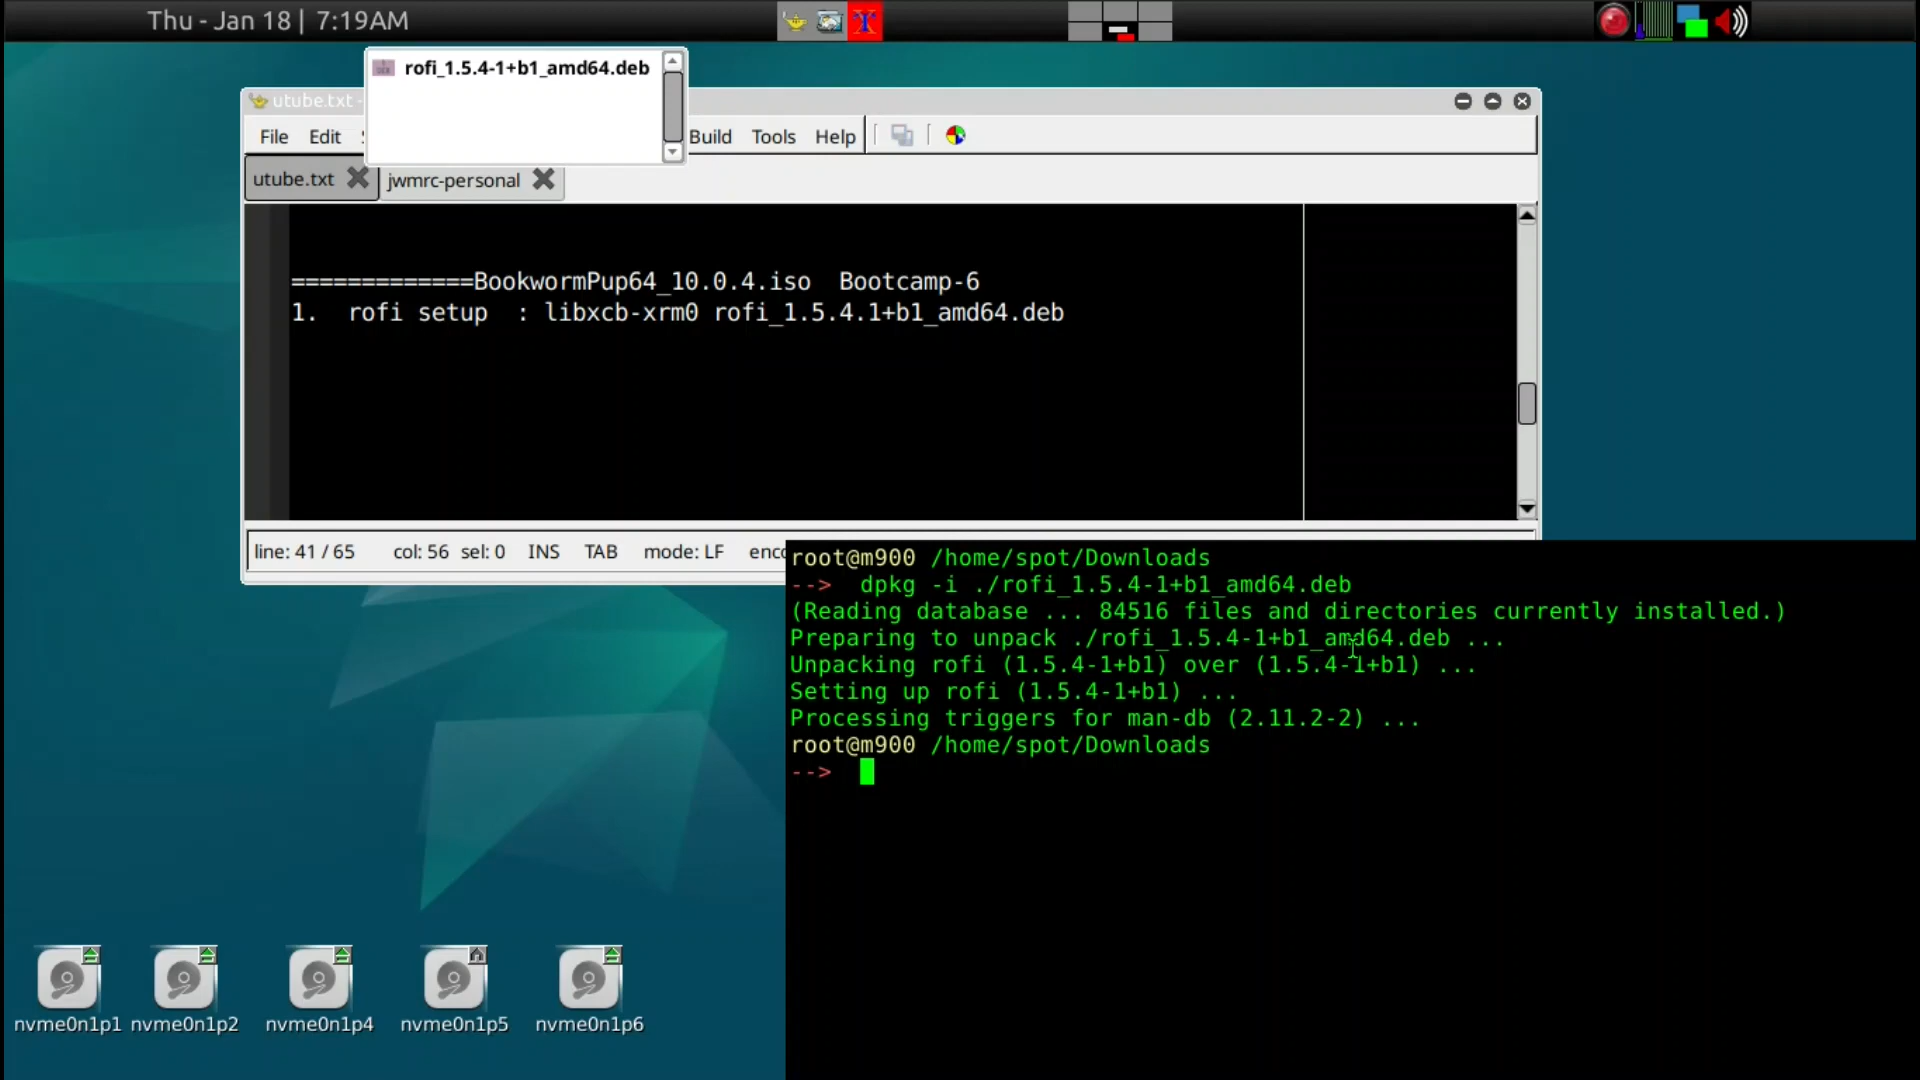 Thu - Jan 18 | 7:19AM
rofi_1.5.4-1+b1_amd64.deb
utube.txt -
File Edit Build Tools Help
utube.txt jwmrc-personal
=============BookwormPup64_10.0.4.iso  Bootcamp-6
1.  rofi setup  : libxcb-xrm0 rofi_1.5.4.1+b1_amd64.deb
line: 41 / 65 col: 56 sel: 0 INS TAB mode: LF
root@m900 /home/spot/Downloads
-->  dpkg -i ./rofi_1.5.4-1+b1_amd64.deb
(Reading database ... 84516 files and directories currently installed.)
Preparing to unpack ./rofi_1.5.4-1+b1_amd64.deb ...
Unpacking rofi (1.5.4-1+b1) over (1.5.4-1+b1) ...
Setting up rofi (1.5.4-1+b1) ...
Processing triggers for man-db (2.11.2-2) ...
root@m900 /home/spot/Downloads
-->
nvme0n1p1 nvme0n1p2 nvme0n1p4 nvme0n1p5 nvme0n1p6